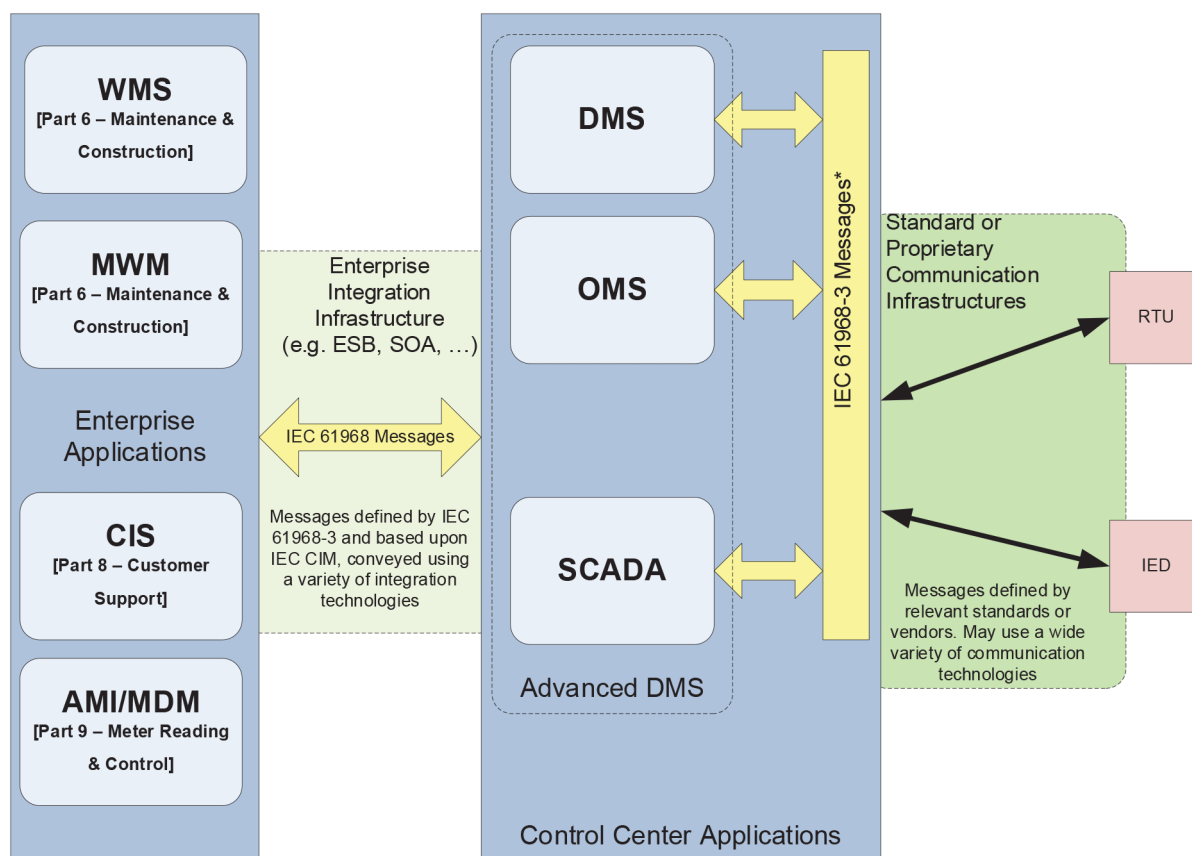 WMS
[Part 6 – Maintenance &
Construction]
MWM
[Part 6 – Maintenance &
Construction]
Enterprise
Applications
CIS
[Part 8 – Customer
Support]
AMI/MDM
[Part 9 – Meter Reading
& Control]
Enterprise
Integration
Infrastructure
(e.g. ESB, SOA, …)
IEC 61968 Messages
Messages defined by IEC
61968-3 and based upon
IEC CIM, conveyed using
a variety of integration
technologies
DMS
OMS
SCADA
Advanced DMS
Control Center Applications
IEC 61968-3 Messages*
Standard or
Proprietary
Communication
Infrastructures
RTU
IED
Messages defined by
relevant standards or
vendors. May use a wide
variety of communication
technologies